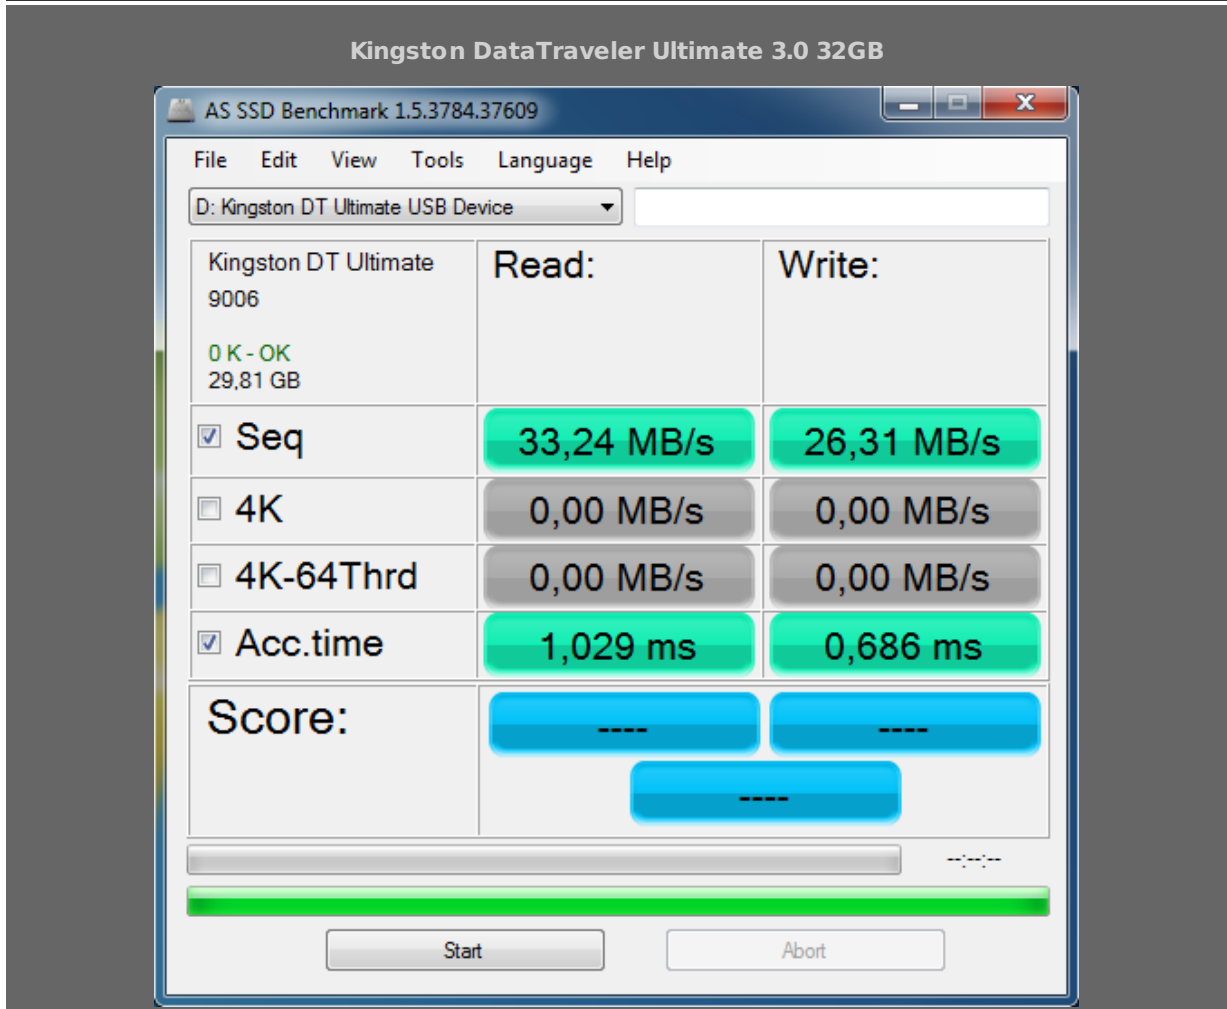 Kingston DataTraveler Ultimate 3.0 32GB
AS SSD Benchmark 1.5.3784.37609
File Edit View Tools Language Help
D: Kingston DT Ultimate USB Device
Kingston DT Ultimate
9006
0 K - OK
29,81 GB
Read: Write:
Seq 33,24 MB/s 26,31 MB/s
4K 0,00 MB/s 0,00 MB/s
4K-64Thrd 0,00 MB/s 0,00 MB/s
Acc.time 1,029 ms 0,686 ms
Score: ---- ----
----
--:--:--
Start Abort